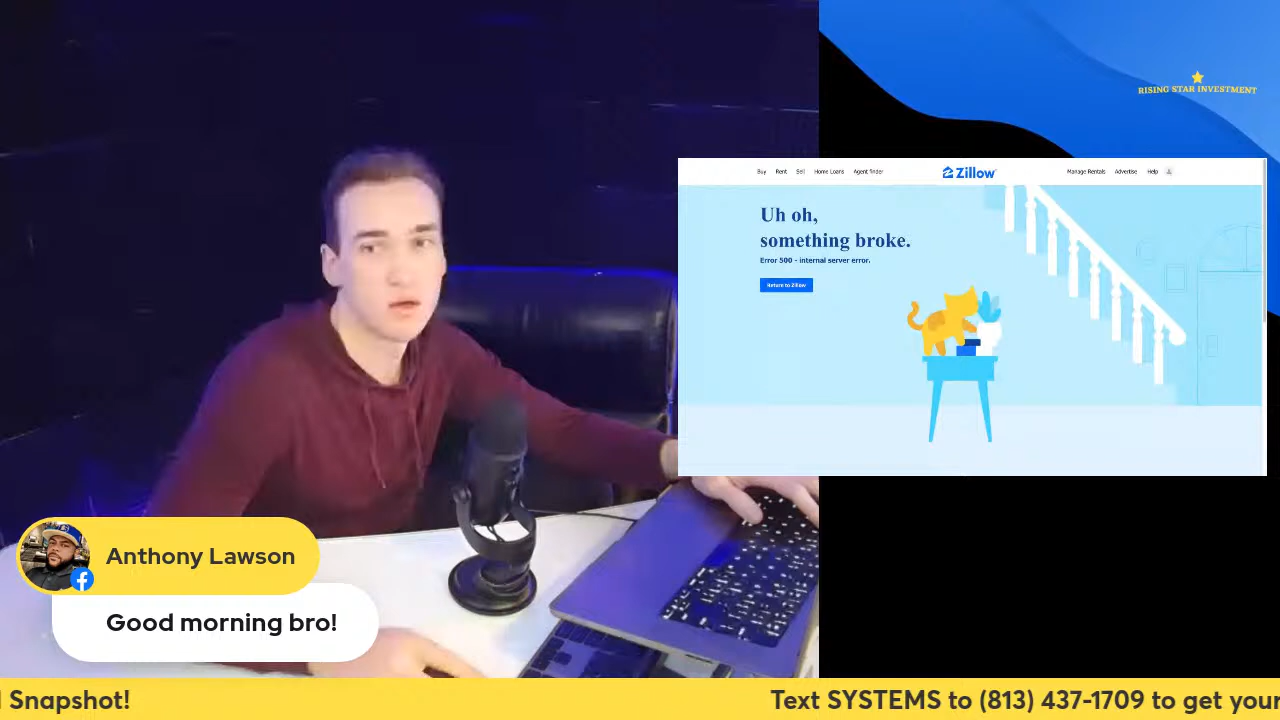 RISING STAR INVESTMENT
Buy Rent Sell Home Loans Agent finder
Zillow
Manage Rentals Advertise Help
Uh oh,
something broke.
Error 500 - internal server error.
Return to Zillow
Anthony Lawson
Good morning bro!
Snapshot!
Text SYSTEMS to (813) 437-1709 to get your